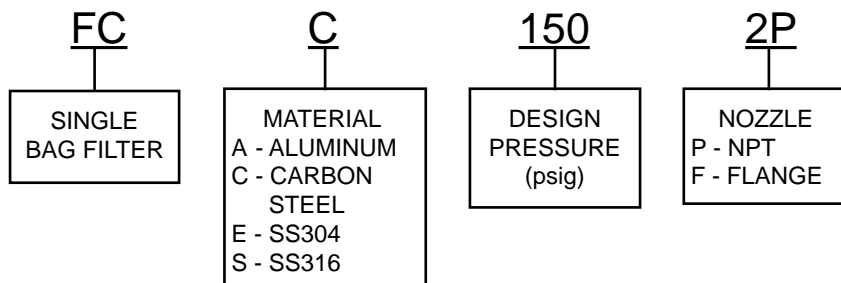 FC C 150 2P
SINGLE
BAG FILTER
MATERIAL
A - ALUMINUM
C - CARBON
STEEL
E - SS304
S - SS316
DESIGN
PRESSURE
(psig)
NOZZLE
P - NPT
F - FLANGE